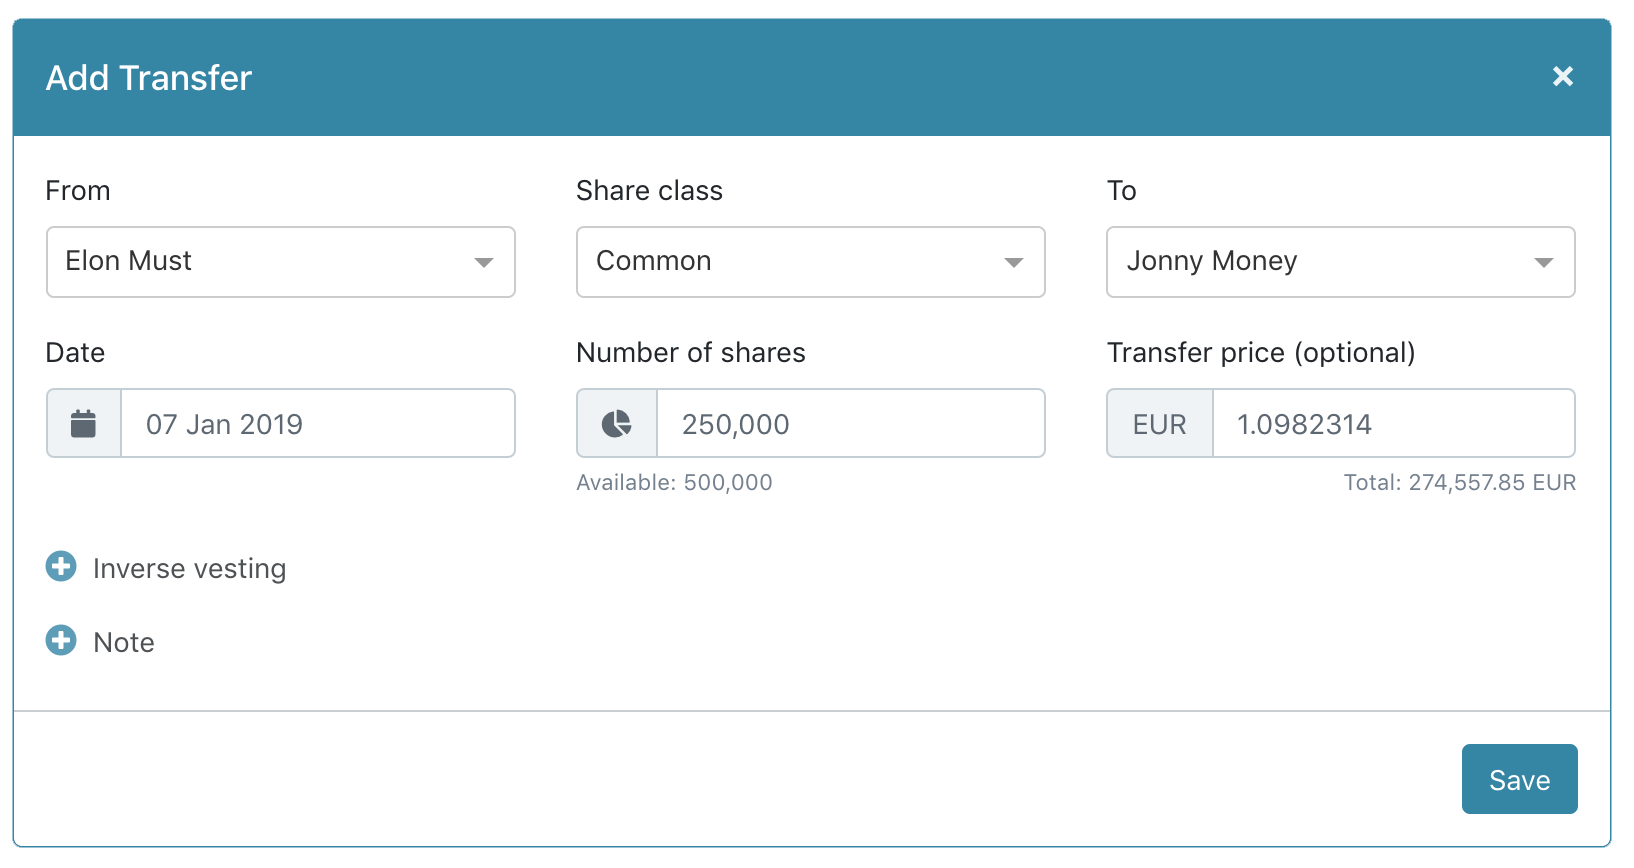 Add Transfer
From
Share class
To
Elon Must
Common
Jonny Money
Date
Number of shares
Transfer price (optional)
07 Jan 2019
250,000
EUR 1.0982314
Available: 500,000
Total: 274,557.85 EUR
Inverse vesting
Note
Save